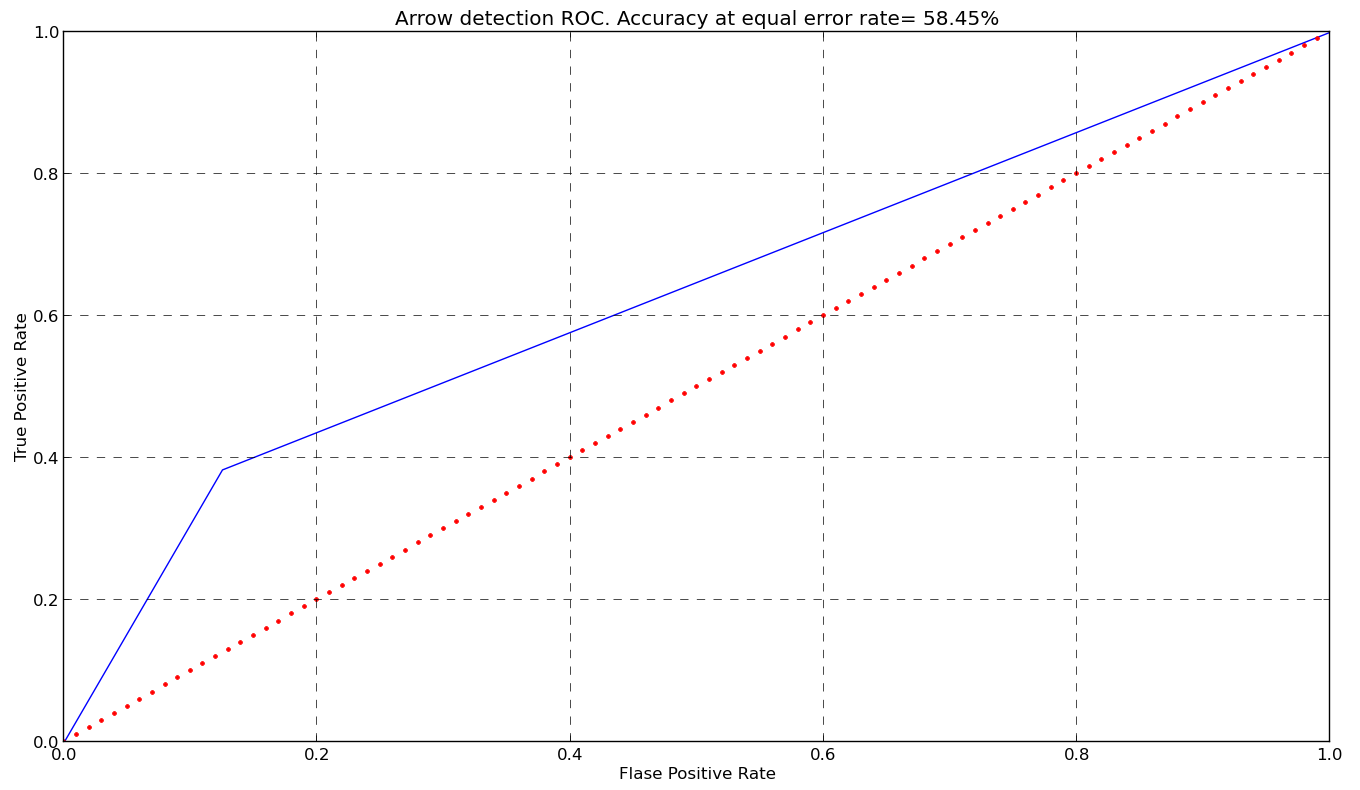 Arrow detection ROC. Accuracy at equal error rate= 58.45%
1.0
0.8
0.6
0.4
0.2
0.0
True Positive Rate
0.0 0.2 0.4 0.6 0.8 1.0
Flase Positive Rate